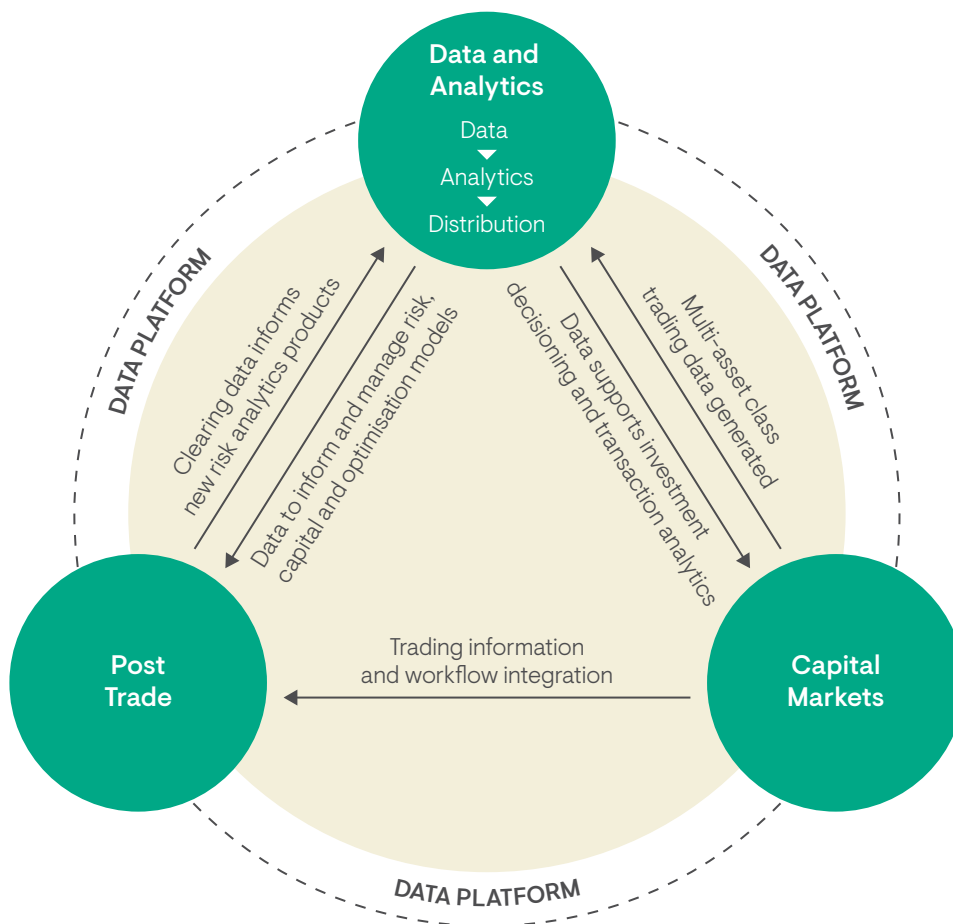 Data and
Analytics
Data
Analytics
Distribution
DATA PLATFORM
DATA PLATFORM
Clearing data informs
new risk analytics products
Data to inform and manage risk,
capital and optimisation models
Data supports investment
decisioning and transaction analytics
Multi-asset class
trading data generated
Post
Trade
Trading information
and workflow integration
Capital
Markets
DATA PLATFORM